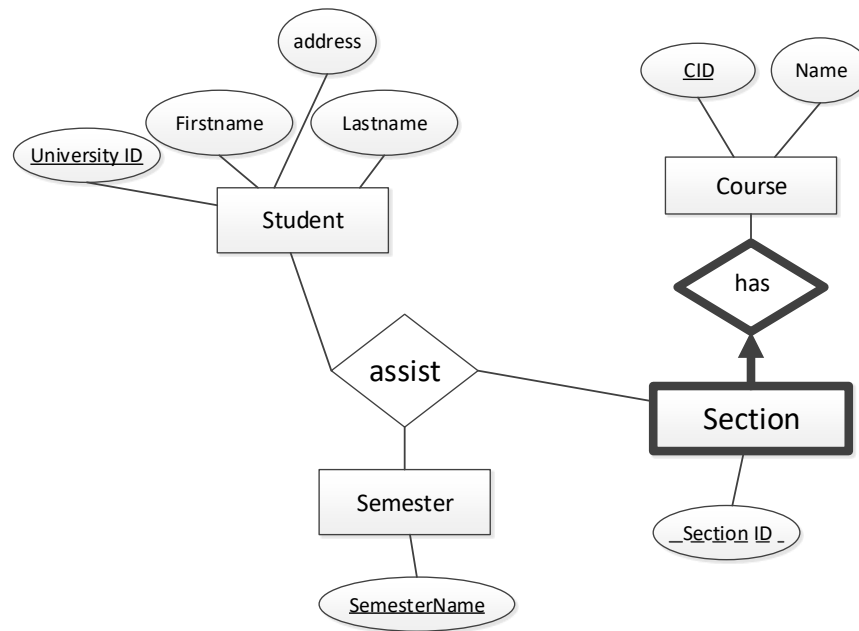 address
CID
Name
Firstname
Lastname
University ID
Course
Student
has
assist
Section
Semester
Section ID
SemesterName